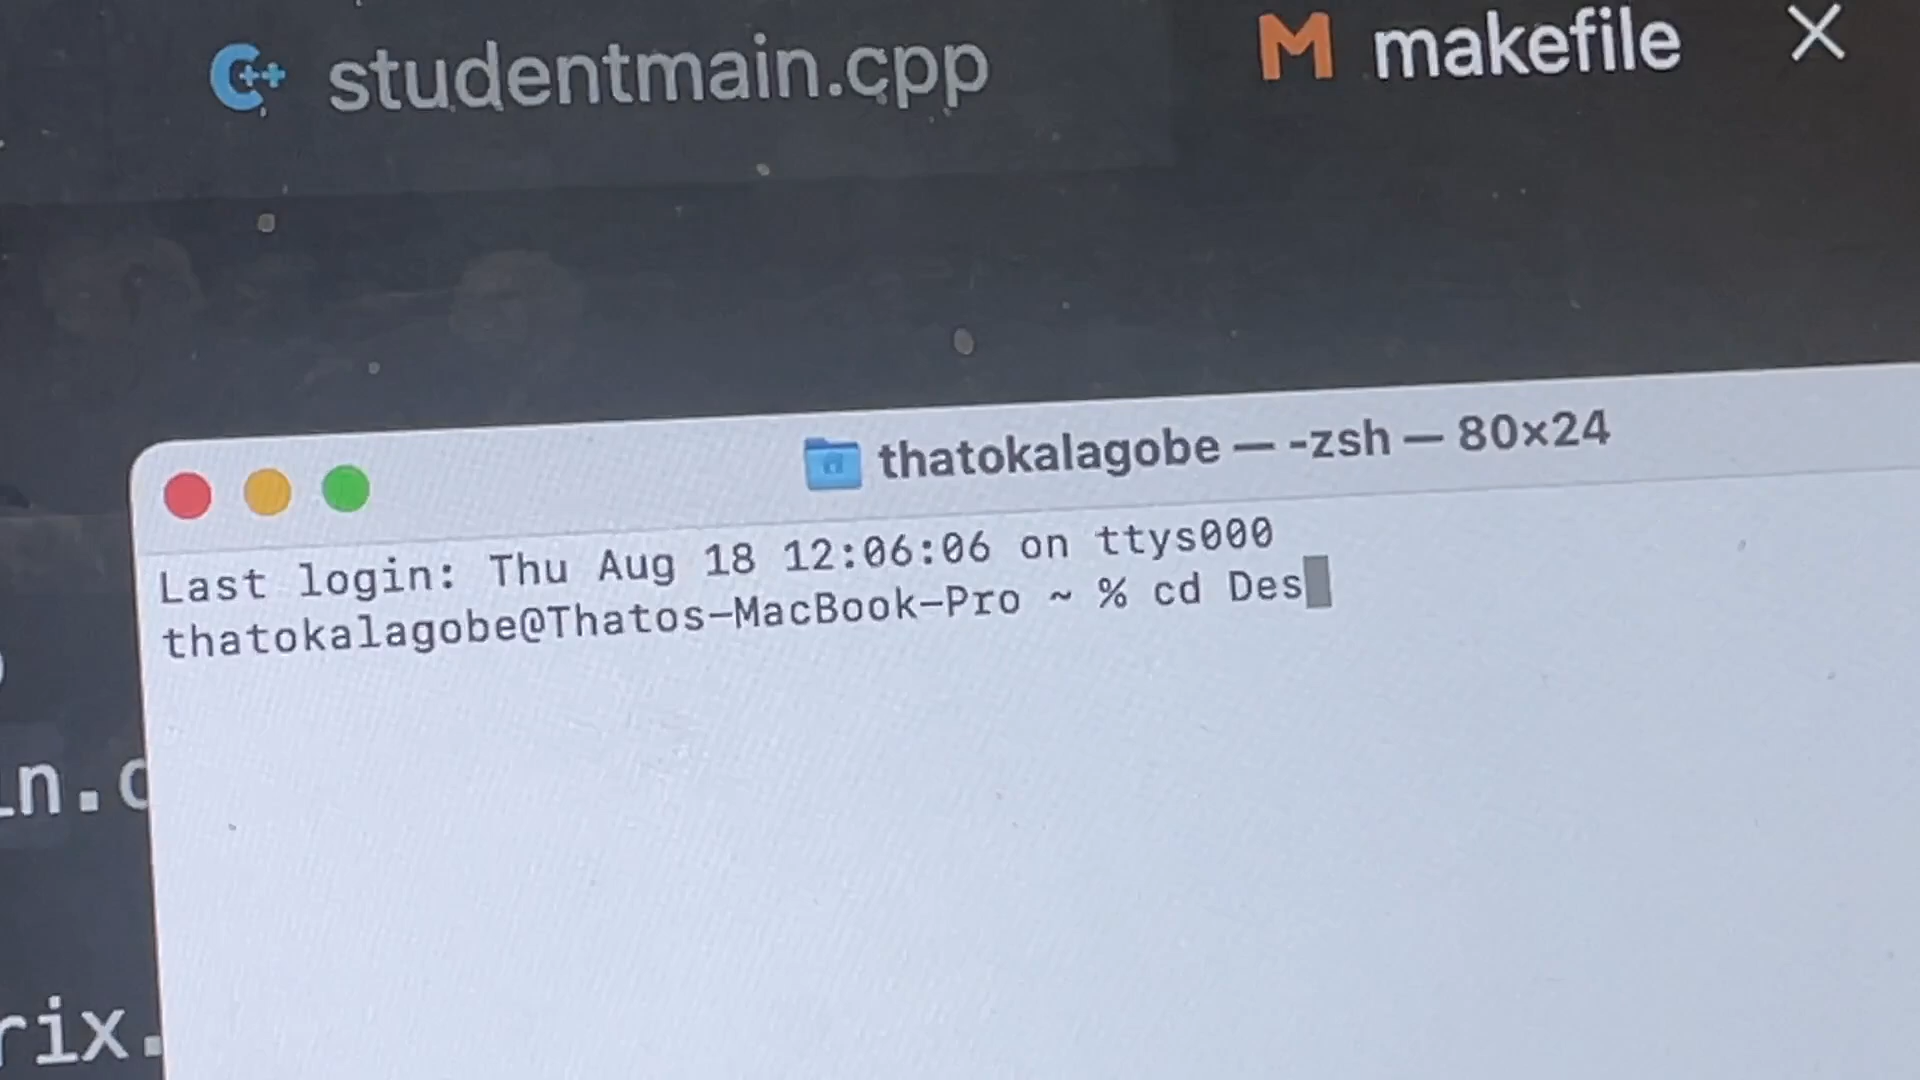 studentmain.cpp
makefile
thatokalagobe — -zsh — 80×24
Last login: Thu Aug 18 12:06:06 on ttys000
thatokalagobe@Thatos-MacBook-Pro ~ % cd Des
in.c
rix.